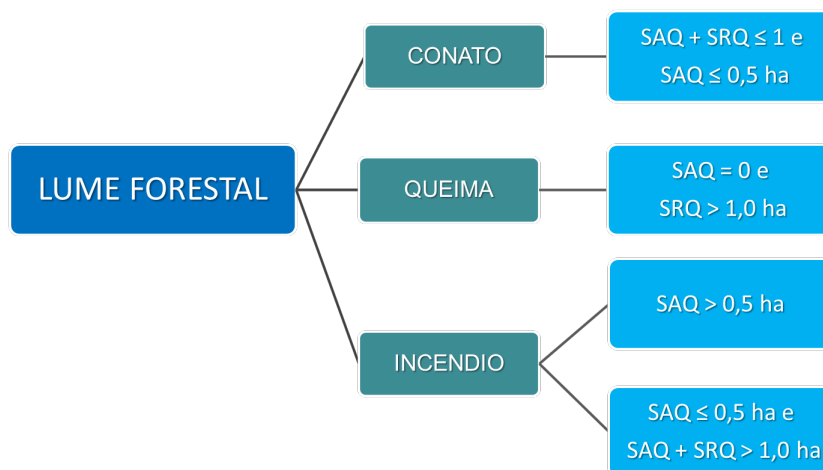 LUME FORESTAL
CONATO
SAQ + SRQ ≤ 1 e
SAQ ≤ 0,5 ha
QUEIMA
SAQ = 0 e
SRQ > 1,0 ha
INCENDIO
SAQ > 0,5 ha
SAQ ≤ 0,5 ha e
SAQ + SRQ > 1,0 ha